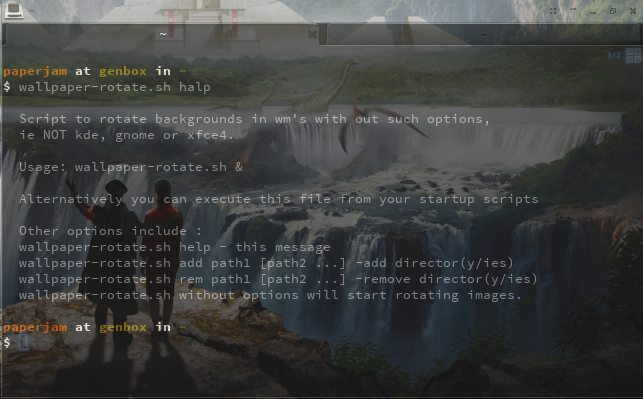 ~
~
1/2
paperjam at genbox in ~
$ wallpaper-rotate.sh halp
Script to rotate backgrounds in wm's with out such options,
ie NOT kde, gnome or xfce4.
Usage: wallpaper-rotate.sh &
Alternatively you can execute this file from your startup scripts
Other options include :
wallpaper-rotate.sh help - this message
wallpaper-rotate.sh add path1 [path2 ...] -add director(y/ies)
wallpaper-rotate.sh rem path1 [path2 ...] -remove director(y/ies)
wallpaper-rotate.sh without options will start rotating images.
paperjam at genbox in ~
$